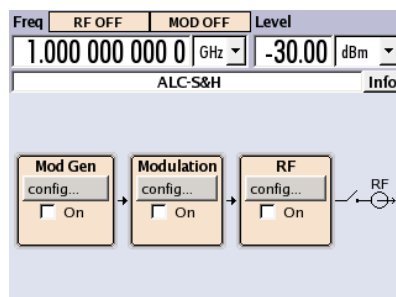 Freq RF OFF MOD OFF Level
1.000 000 000 0 GHz -30.00 dBm
ALC-S&H Info
Mod Gen Modulation RF
config... config... config... RF
On On On